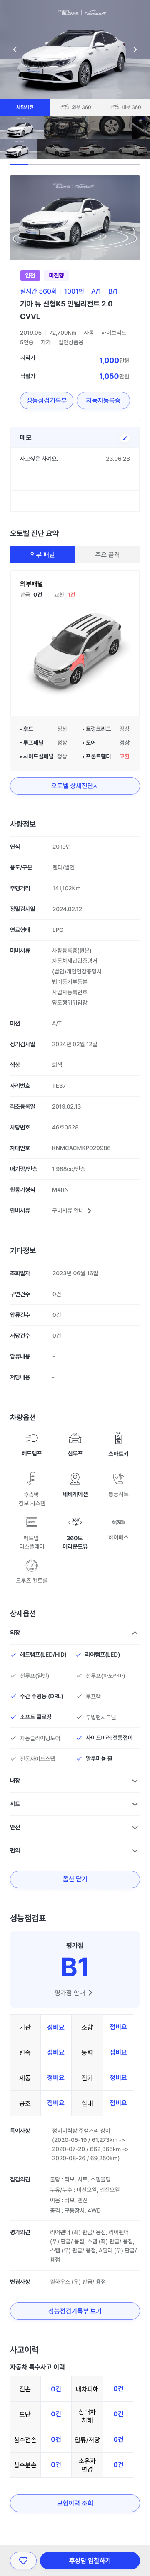 차량사진 외부 360 내부 360
인천 미진행
실시간 560회 1001번 A/1 B/1
기아 뉴 신형K5 인텔리전트 2.0
CVVL
2019.05 72,709Km 자동 하이브리드
5인승 자가 법인상품용
시작가 1,000만원
낙찰가 1,050만원
성능점검기록부 자동차등록증
메모
사고싶은 차예요. 23.06.28
오토벨 진단 요약
외부 패널 주요 골격
외부패널
판금 0건 교환 1건
• 후드 정상 • 트렁크리드 정상
• 루프패널 정상 • 도어 정상
• 사이드실패널 정상 • 프론트휀더 교환
오토벨 상세진단서
차량정보
연식 2019년
용도/구분 렌터/법인
주행거리 141,102Km
정밀검사일 2024.02.12
연료형태 LPG
미비서류 차량등록증(원본)
자동차세납입증명서
(법인)개인인감증명서
법이등기부등본
사업자등록번호
양도행위위임장
미션 A/T
정기검사일 2024년 02월 12일
색상 회색
자리번호 TE37
최초등록일 2019.02.13
차량번호 46호0528
차대번호 KNMCACMKP029986
배기량/인승 1,988cc/인승
원동기형식 M4RN
완비서류 구비서류 안내
기타정보
조회일자 2023년 06월 16일
구변건수 0건
압류건수 0건
저당건수 0건
압류내용 -
저당내용 -
차량옵션
헤드램프 선루프 스마트키
후측방
경보 시스템 네비게이션 통풍시트
헤드업
디스플레이 360도
어라운드뷰 하이패스
크루즈 컨트롤
상세옵션
외장
헤드램프(LED/HID) 리어램프(LED)
선루프(일반) 선루프(파노라마)
주간 주행등 (DRL) 루프랙
소프트 클로징 무빙턴시그널
자동슬라이딩도어 사이드미러:전동접이
전동사이드스텝 알루미늄 휠
내장
시트
안전
편의
옵션 닫기
성능점검표
평가점
B1
평가점 안내
기관 정비요 조향 정비요
변속 정비요 동력 정비요
제동 정비요 전기 정비요
공조 정비요 실내 정비요
특이사항 정비이력상 주행거리 상이
(2020-05-19 / 61,273km ->
2020-07-20 / 662,365km ->
2020-08-26 / 69,250km)
점검의견 불량 : 티부, 시트, 스템몰딩
누유/누수 : 미션오일, 엔진오일
미흡 : 티부, 엔진
충격 : 구동장치, 4WD
평가의견 리어펜더 (좌) 판금/ 용접, 리어펜더
(우) 판금/ 용접, 스텝 (좌) 판금/ 용접,
스텝 (우) 판금/ 용접, A필러 (우) 판금/
용접
변경사항 휠하우스 (우) 판금/ 용접
성능점검기록부 보기
사고이력
자동차 특수사고 이력
전손 0건 내차피해 0건
도난 0건 상대차
치해 0건
침수전손 0건 압류/저당 0건
침수분손 0건 소유자
변경 0건
보험이력 조회
후상담 입찰하기